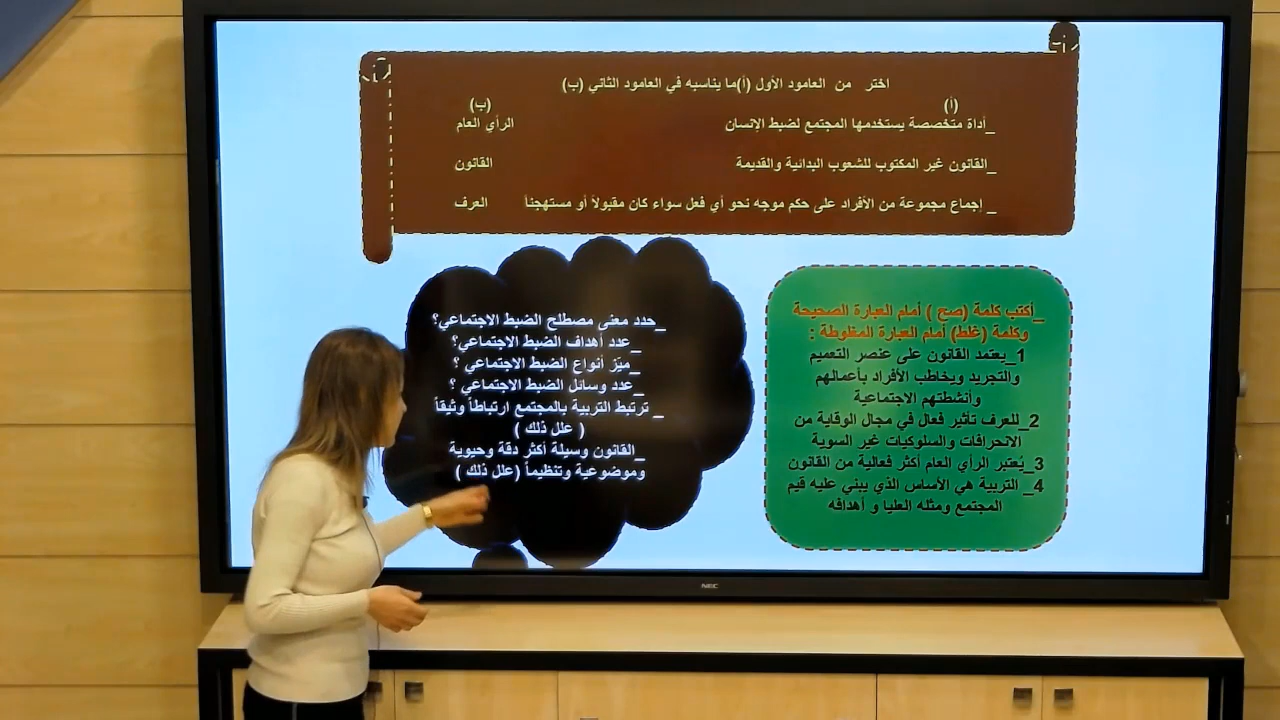 اختر من العامود الأول (أ)ما يناسبه في العامود الثاني (ب)
(أ) (ب)
_أداة متخصصة يستخدمها المجتمع لضبط الإنسان الرأي العام
_القانون غير المكتوب للشعوب البدائية والقديمة القانون
_ إجماع مجموعة من الأفراد على حكم موجه نحو أي فعل سواء كان مقبولاً أو مستهجناً العرف
_أكتب كلمة (صح ) أمام العبارة الصحيحة
وكلمة (غلط) أمام العبارة المغلوطة :
1_يعتمد القانون على عنصر التعميم
والتجريد ويخاطب الأفراد بأعمالهم
وأنشطتهم الاجتماعية
2_للعرف تأثير فعال في مجال الوقاية من
الانحرافات والسلوكيات غير السوية
3_يُعتبر الرأي العام أكثر فعالية من القانون
4_ التربية هي الأساس الذي يبني عليه قيم
المجتمع ومثله العليا و أهدافه
_حدد معنى مصطلح الضبط الاجتماعي؟
_عدد أهداف الضبط الاجتماعي؟
_ميّز أنواع الضبط الاجتماعي ؟
_عدد وسائل الضبط الاجتماعي ؟
_ ترتبط التربية بالمجتمع ارتباطاً وثيقاً
( علل ذلك )
_القانون وسيلة أكثر دقة وحيوية
وموضوعية وتنظيماً (علل ذلك )
NEC